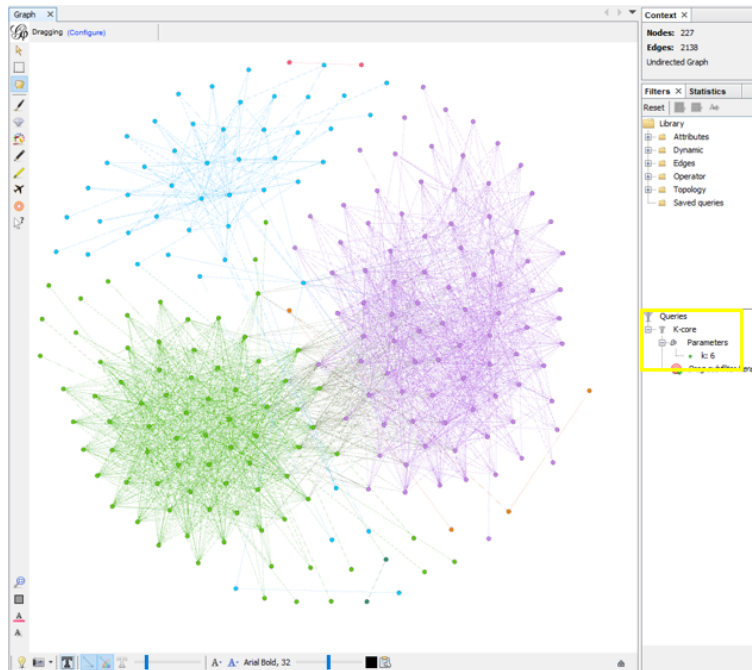 Graph
Dragging (Configure)
Context
Nodes: 227
Edges: 2138
Undirected Graph
Filters
Statistics
Reset
Library
Attributes
Dynamic
Edges
Operator
Topology
Saved queries
Queries
K-core
Parameters
k: 6
A- A- Arial Bold, 32